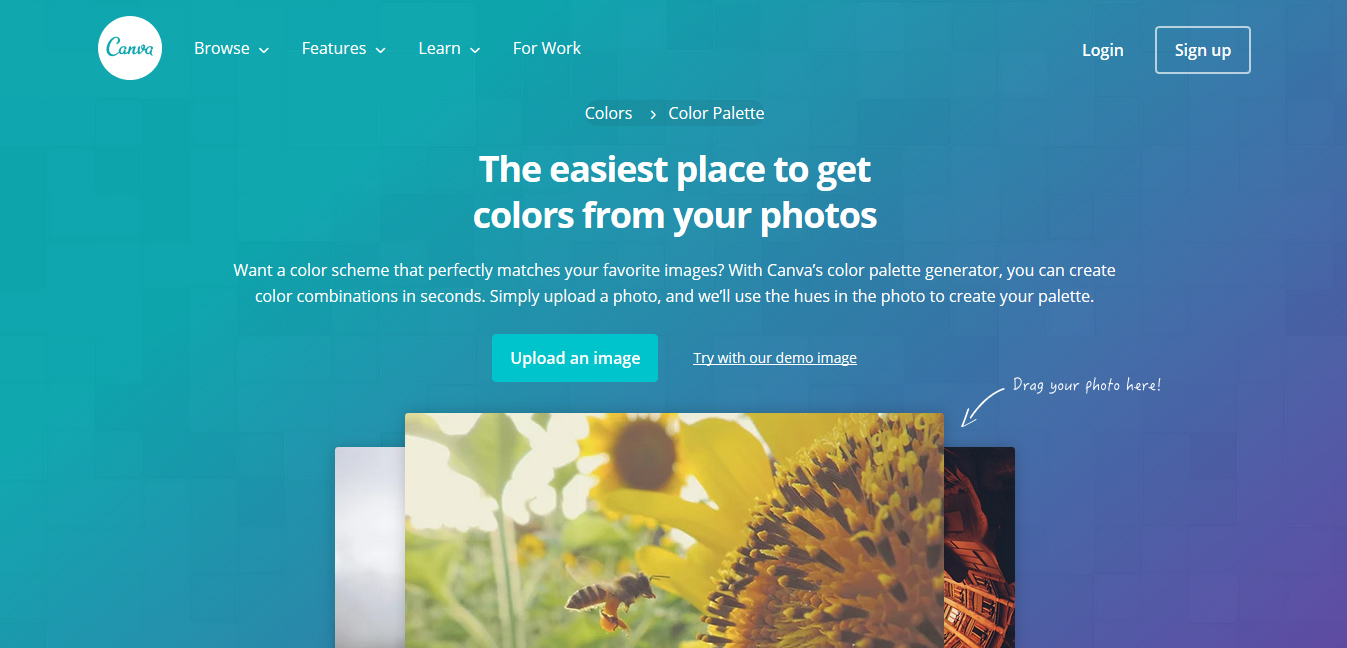 Canva
Browse
Features
Learn
For Work
Login
Sign up
Colors > Color Palette
The easiest place to get
colors from your photos
Want a color scheme that perfectly matches your favorite images? With Canva’s color palette generator, you can create
color combinations in seconds. Simply upload a photo, and we’ll use the hues in the photo to create your palette.
Upload an image
Try with our demo image
Drag your photo here!